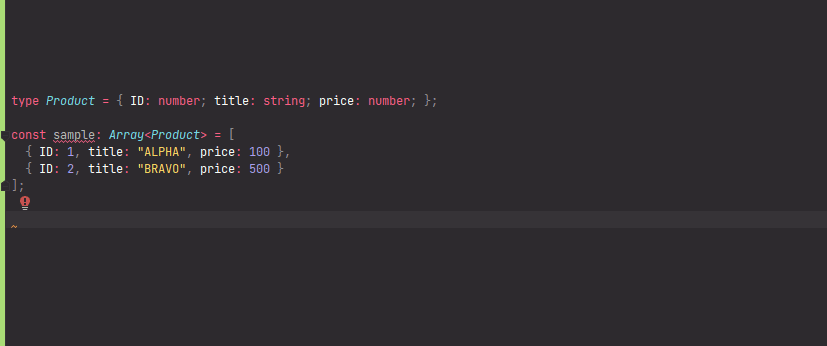 type Product = { ID: number; title: string; price: number; };
const sample: Array<Product> = [
{ ID: 1, title: "ALPHA", price: 100 },
{ ID: 2, title: "BRAVO", price: 500 }
];